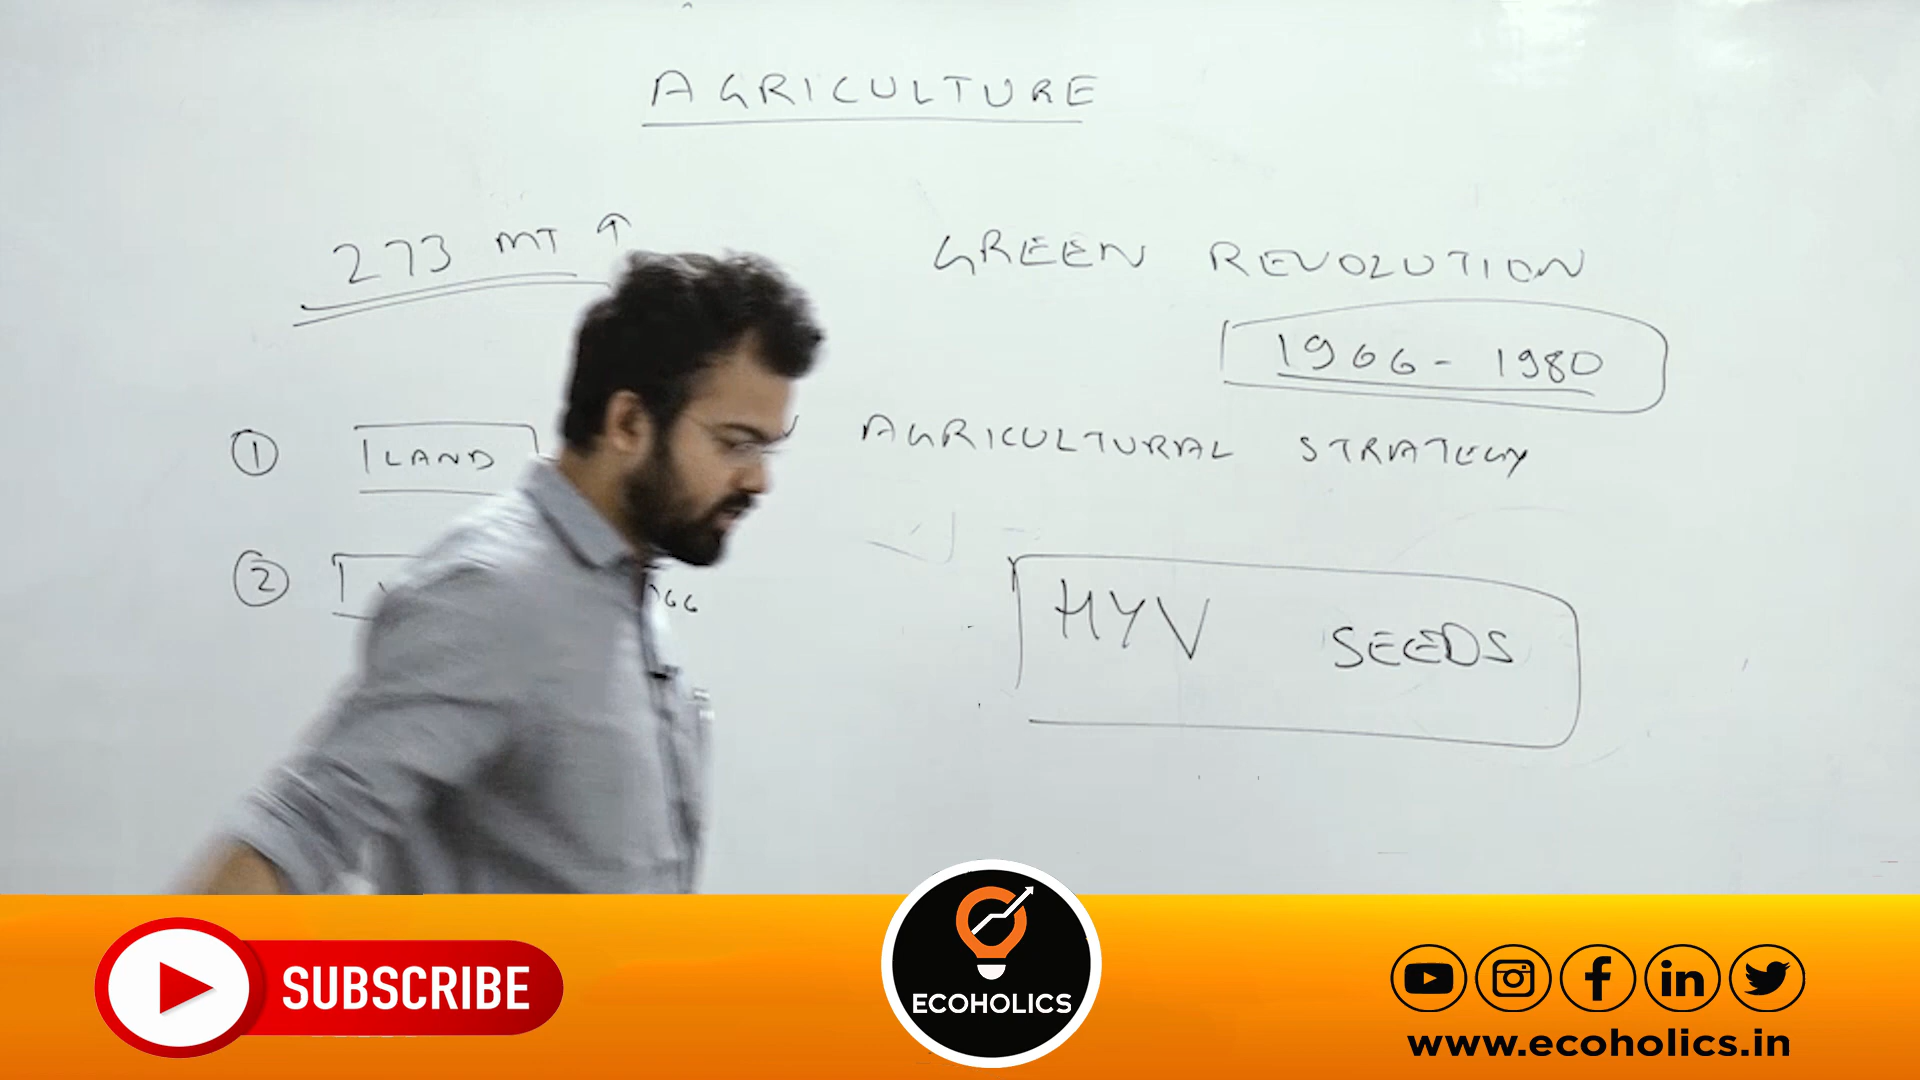 AGRICULTURE
273 MT ↑
GREEN REVOLUTION
1966 - 1980
① LAND
AGRICULTURAL STRATEGY
②
HYV SEEDS
SUBSCRIBE
ECOHOLICS
www.ecoholics.in